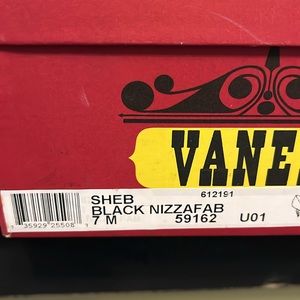 VANE
SHEB
612191
BLACK NIZZAFAB
7 M 59162 U01
35929 25508